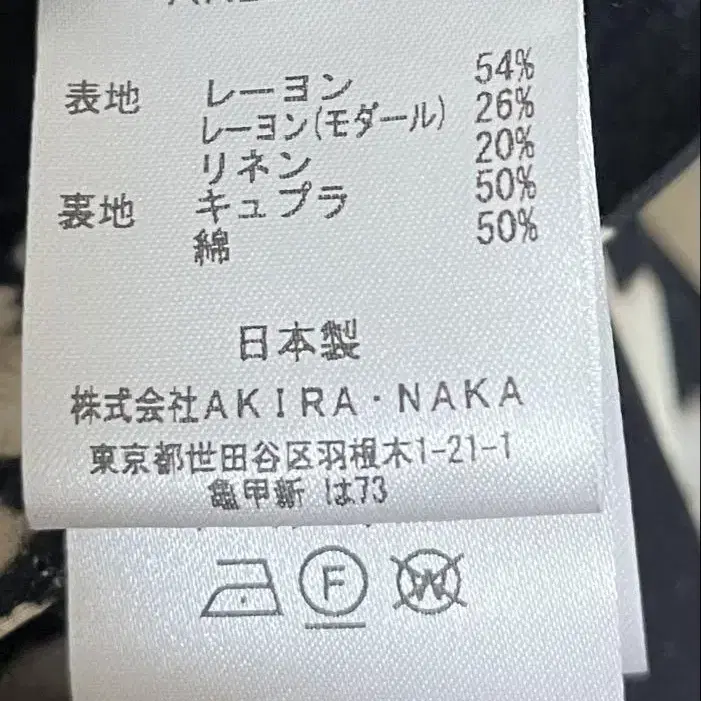 表地 レーヨン 54%
レーヨン(モダール) 26%
リネン 20%
裏地 キュプラ 50%
綿 50%
日本製
株式会社AKIRA・NAKA
東京都世田谷区羽根木1-21-1
亀甲新 は73
F W